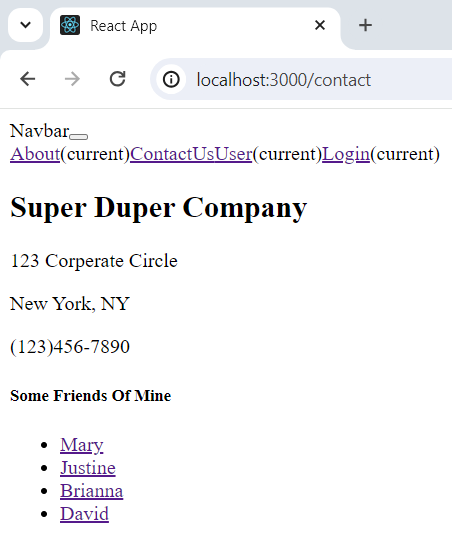 React App
localhost:3000/contact
Navbar
About(current)ContactUsUser(current)Login(current)
Super Duper Company
123 Corperate Circle
New York, NY
(123)456-7890
Some Friends Of Mine
Mary
Justine
Brianna
David